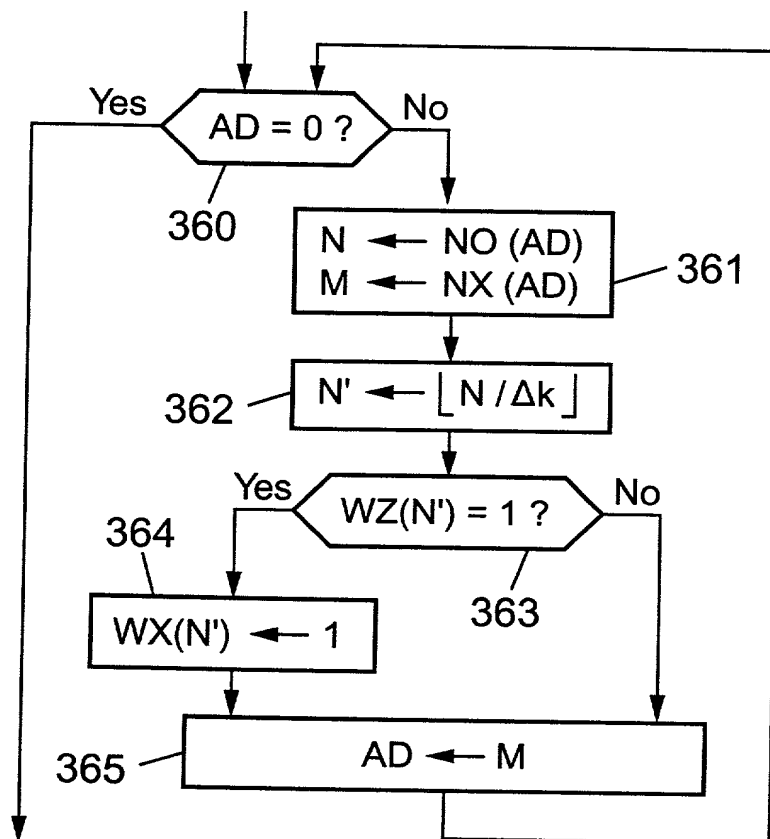 Yes
No
AD = 0 ?
360
N ← NO (AD)
M ← NX (AD)
361
N' ← ⌊ N / Δk ⌋
362
Yes
No
WZ(N') = 1 ?
364
363
WX(N') ← 1
AD ← M
365